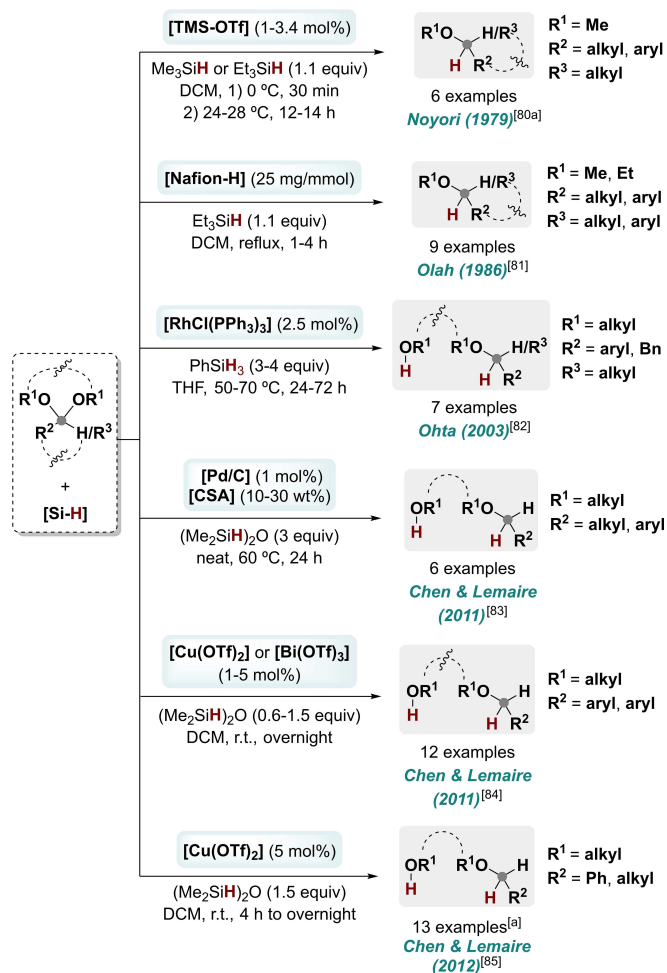 [TMS-OTf] (1-3.4 mol%)
Me₃SiH or Et₃SiH (1.1 equiv)
DCM, 1) 0 ºC, 30 min
2) 24-28 ºC, 12-14 h
R¹O H/R³
H R²
6 examples
Noyori (1979)[80a]
R¹ = Me
R² = alkyl, aryl
R³ = alkyl
[Nafion-H] (25 mg/mmol)
Et₃SiH (1.1 equiv)
DCM, reflux, 1-4 h
R¹O H/R³
H R²
9 examples
Olah (1986)[81]
R¹ = Me, Et
R² = alkyl, aryl
R³ = alkyl, aryl
[RhCl(PPh₃)₃] (2.5 mol%)
PhSiH₃ (3-4 equiv)
THF, 50-70 ºC, 24-72 h
OR¹ R¹O H/R³
H H R²
7 examples
Ohta (2003)[82]
R¹ = alkyl
R² = aryl, Bn
R³ = alkyl
R¹O OR¹
R² H/R³
+
[Si-H]
[Pd/C] (1 mol%)
[CSA] (10-30 wt%)
(Me₂SiH)₂O (3 equiv)
neat, 60 ºC, 24 h
OR¹ R¹O H
H H R²
6 examples
Chen & Lemaire
(2011)[83]
R¹ = alkyl
R² = alkyl, aryl
[Cu(OTf)₂] or [Bi(OTf)₃]
(1-5 mol%)
(Me₂SiH)₂O (0.6-1.5 equiv)
DCM, r.t., overnight
OR¹ R¹O H
H H R²
12 examples
Chen & Lemaire
(2011)[84]
R¹ = alkyl
R² = aryl, aryl
[Cu(OTf)₂] (5 mol%)
(Me₂SiH)₂O (1.5 equiv)
DCM, r.t., 4 h to overnight
OR¹ R¹O H
H H R²
13 examples[a]
Chen & Lemaire
(2012)[85]
R¹ = alkyl
R² = Ph, alkyl